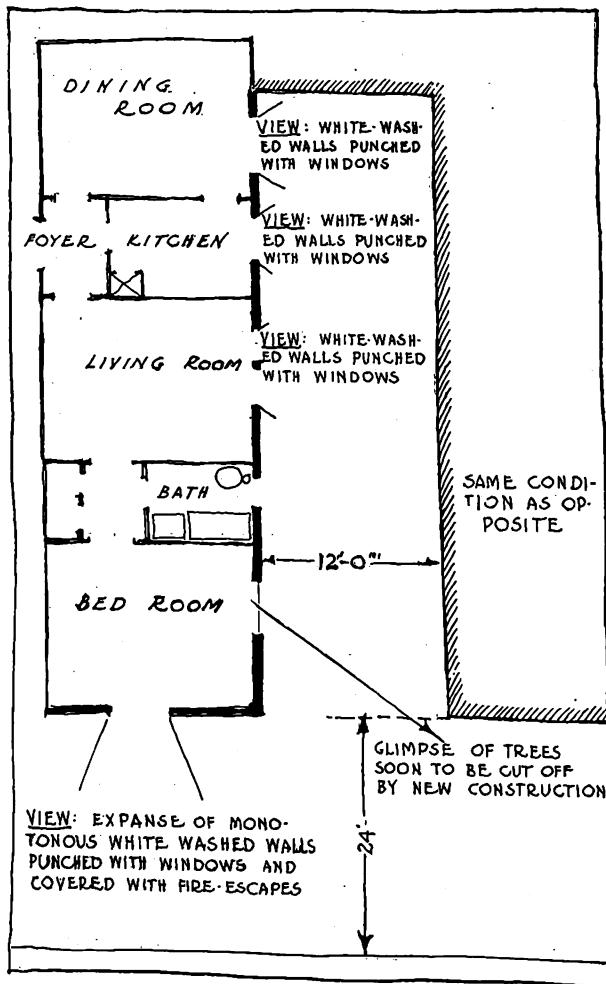 DINING
ROOM
VIEW: WHITE-WASH-
ED WALLS PUNCHED
WITH WINDOWS
FOYER KITCHEN
VIEW: WHITE-WASH-
ED WALLS PUNCHED
WITH WINDOWS
LIVING ROOM
VIEW: WHITE-WASH-
ED WALLS PUNCHED
WITH WINDOWS
BATH
SAME CONDI-
TION AS OP-
POSITE
12'-0"
BED ROOM
GLIMPSE OF TREES
SOON TO BE CUT OFF
BY NEW CONSTRUCTION
VIEW: EXPANSE OF MONO-
TONOUS WHITE WASHED WALLS
PUNCHED WITH WINDOWS AND
COVERED WITH FIRE-ESCAPES
24'